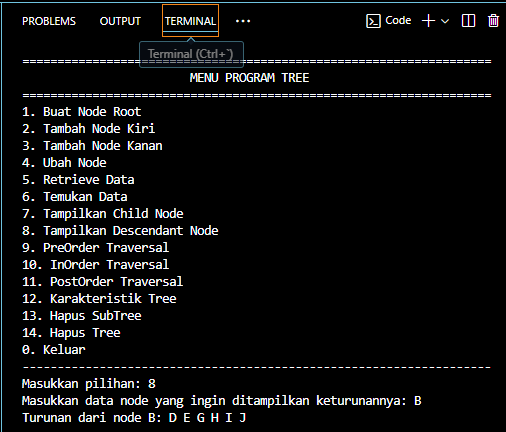 PROBLEMS OUTPUT TERMINAL ... Code
Terminal (Ctrl+`)
===================================================================
MENU PROGRAM TREE
===================================================================
1. Buat Node Root
2. Tambah Node Kiri
3. Tambah Node Kanan
4. Ubah Node
5. Retrieve Data
6. Temukan Data
7. Tampilkan Child Node
8. Tampilkan Descendant Node
9. PreOrder Traversal
10. InOrder Traversal
11. PostOrder Traversal
12. Karakteristik Tree
13. Hapus SubTree
14. Hapus Tree
0. Keluar
-------------------------------------------------------------------
Masukkan pilihan: 8
Masukkan data node yang ingin ditampilkan keturunannya: B
Turunan dari node B: D E G H I J